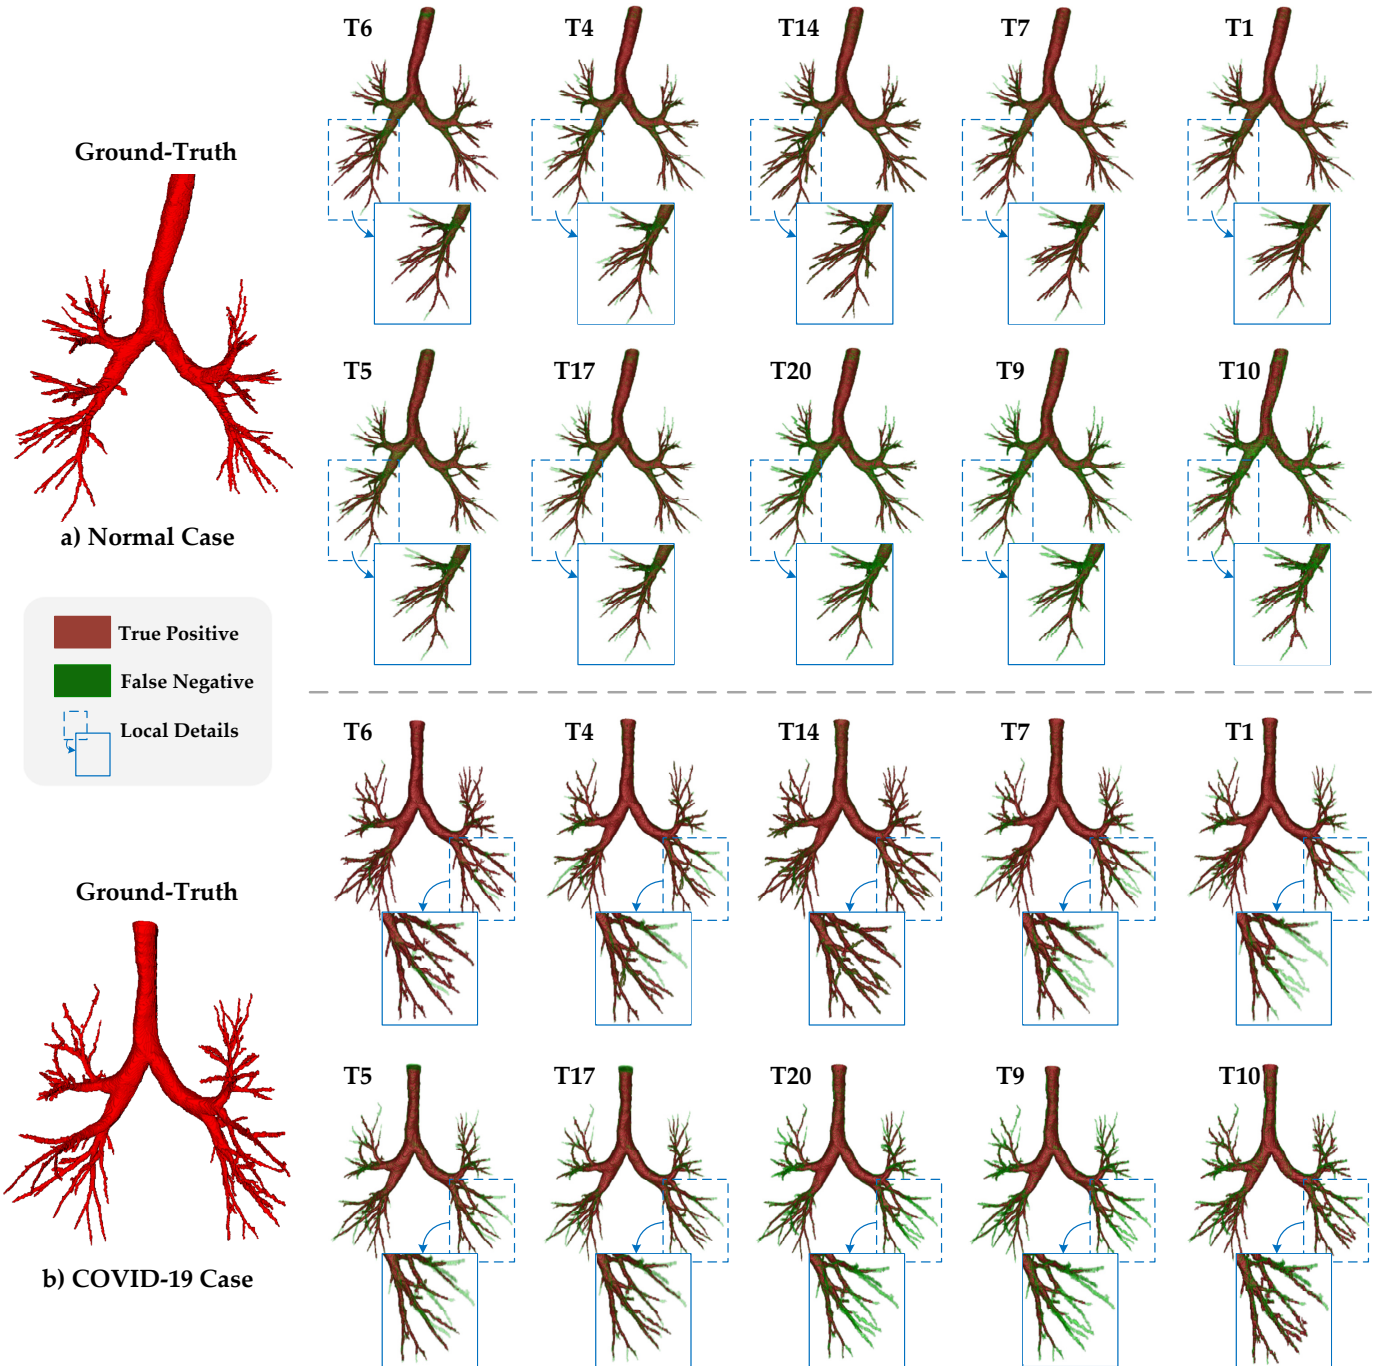 T6
T4
T14
T7
T1
Ground-Truth
T5
T17
T20
T9
T10
a) Normal Case
True Positive
False Negative
Local Details
T6
T4
T14
T7
T1
Ground-Truth
T5
T17
T20
T9
T10
b) COVID-19 Case